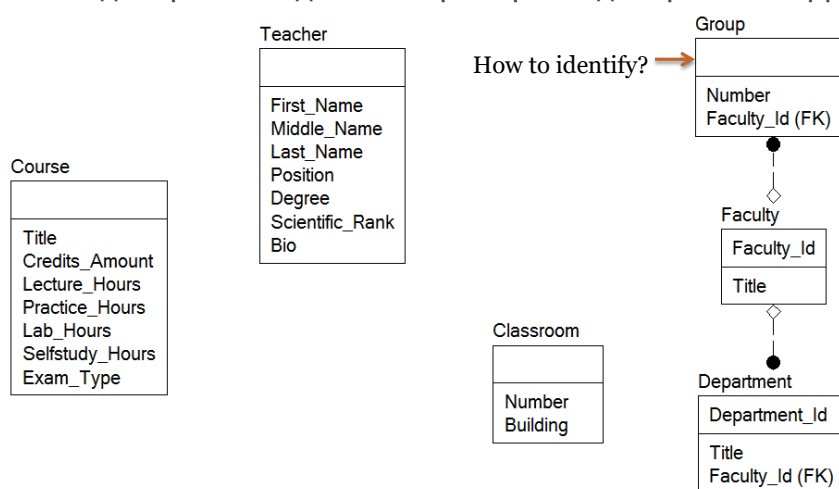 Teacher
First_Name
Middle_Name
Last_Name
Position
Degree
Scientific_Rank
Bio
How to identify?
Group
Number
Faculty_Id (FK)
Course
Title
Credits_Amount
Lecture_Hours
Practice_Hours
Lab_Hours
Selfstudy_Hours
Exam_Type
Faculty
Faculty_Id
Title
Classroom
Number
Building
Department
Department_Id
Title
Faculty_Id (FK)